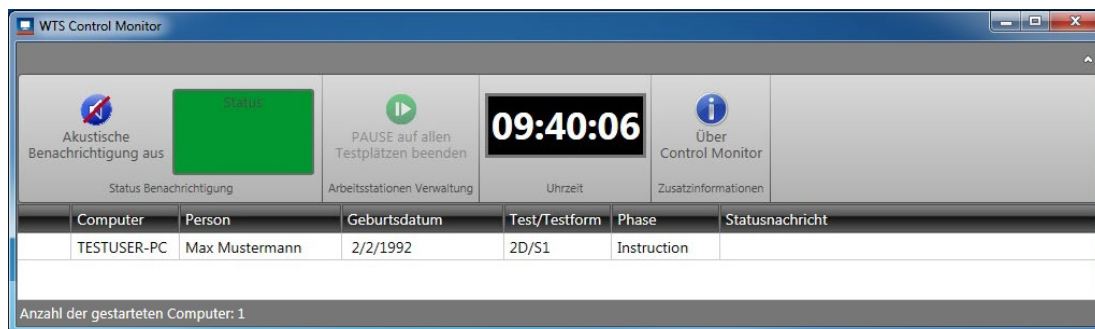 WTS Control Monitor
Akustische
Benachrichtigung aus
Status
PAUSE auf allen
Testplätzen beenden
09:40:06
Über
Control Monitor
Status Benachrichtigung
Arbeitsstationen Verwaltung
Uhrzeit
Zusatzinformationen
Computer Person Geburtsdatum Test/Testform Phase Statusnachricht
TESTUSER-PC Max Mustermann 2/2/1992 2D/S1 Instruction
Anzahl der gestarteten Computer: 1